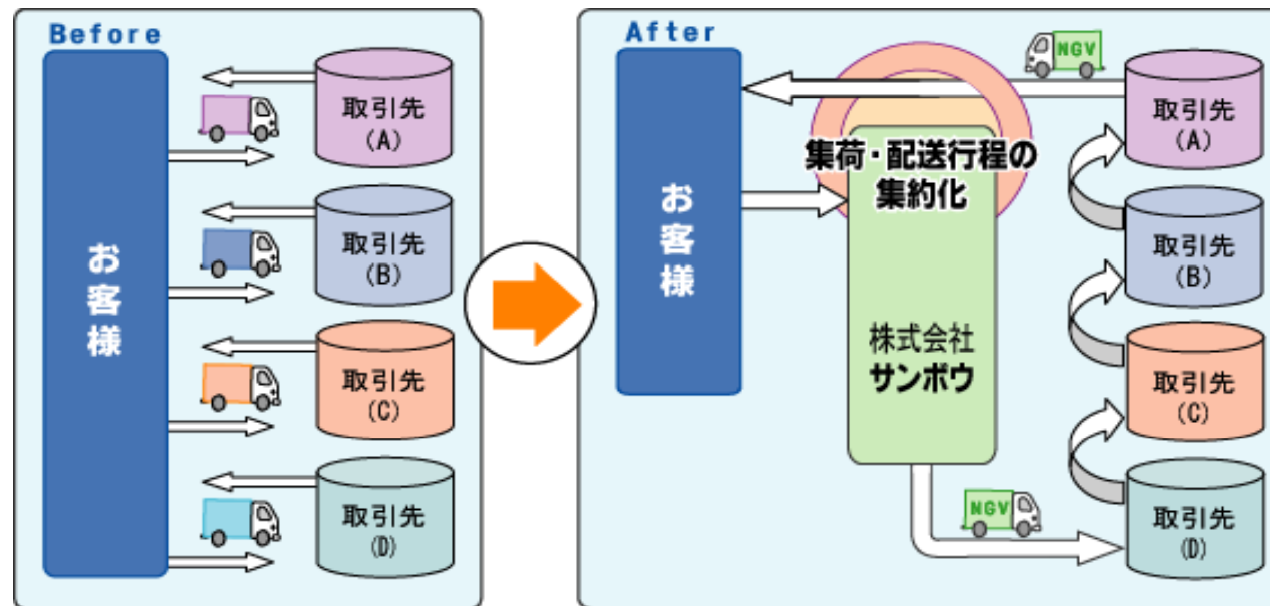 Before
お客様
取引先
(A)
取引先
(B)
取引先
(C)
取引先
(D)
After
お客様
集荷・配送行程の
集約化
株式会社
サンボウ
NGV
NGV
取引先
(A)
取引先
(B)
取引先
(C)
取引先
(D)